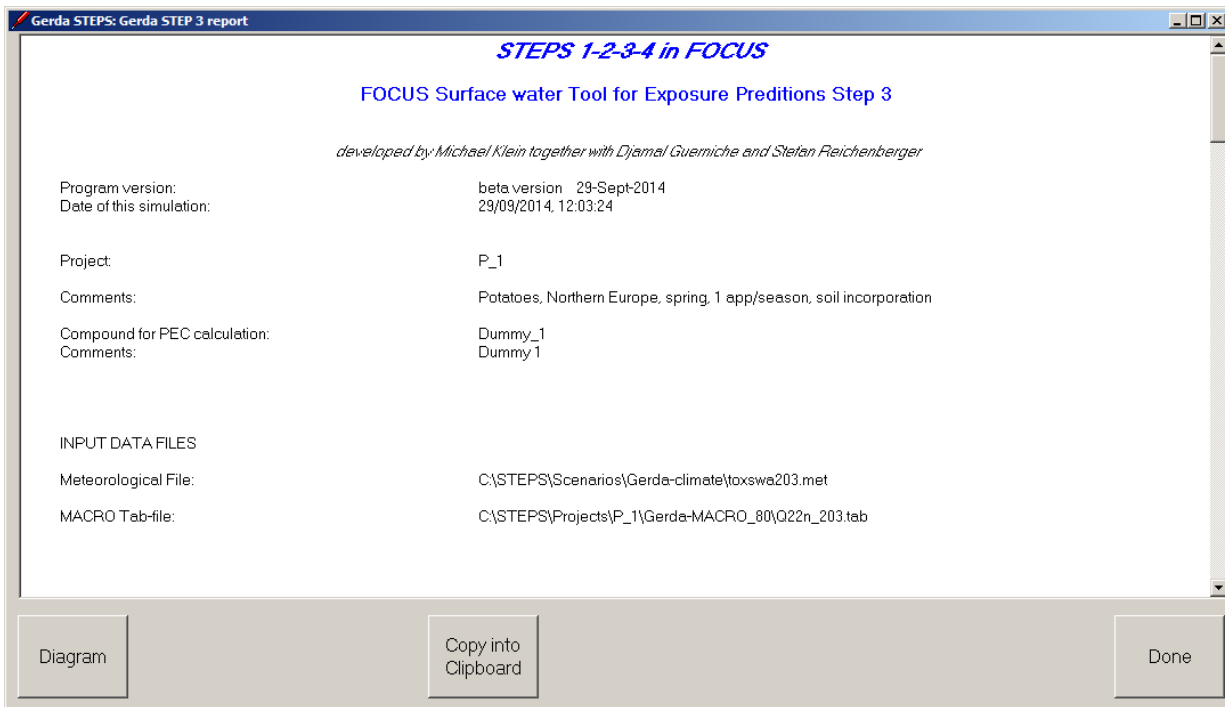 Gerda STEPS: Gerda STEP 3 report
STEPS 1-2-3-4 in FOCUS
FOCUS Surface water Tool for Exposure Preditions Step 3
developed by Michael Klein together with Djamal Guerniche and Stefan Reichenberger
Program version: beta version 29-Sept-2014
Date of this simulation: 29/09/2014, 12:03:24
Project: P_1
Comments: Potatoes, Northern Europe, spring, 1 app/season, soil incorporation
Compound for PEC calculation: Dummy_1
Comments: Dummy 1
INPUT DATA FILES
Meteorological File: C:\STEPS\Scenarios\Gerda-climate\toxswa203.met
MACRO Tab-file: C:\STEPS\Projects\P_1\Gerda-MACRO_80\Q22n_203.tab
Diagram
Copy into
Clipboard
Done